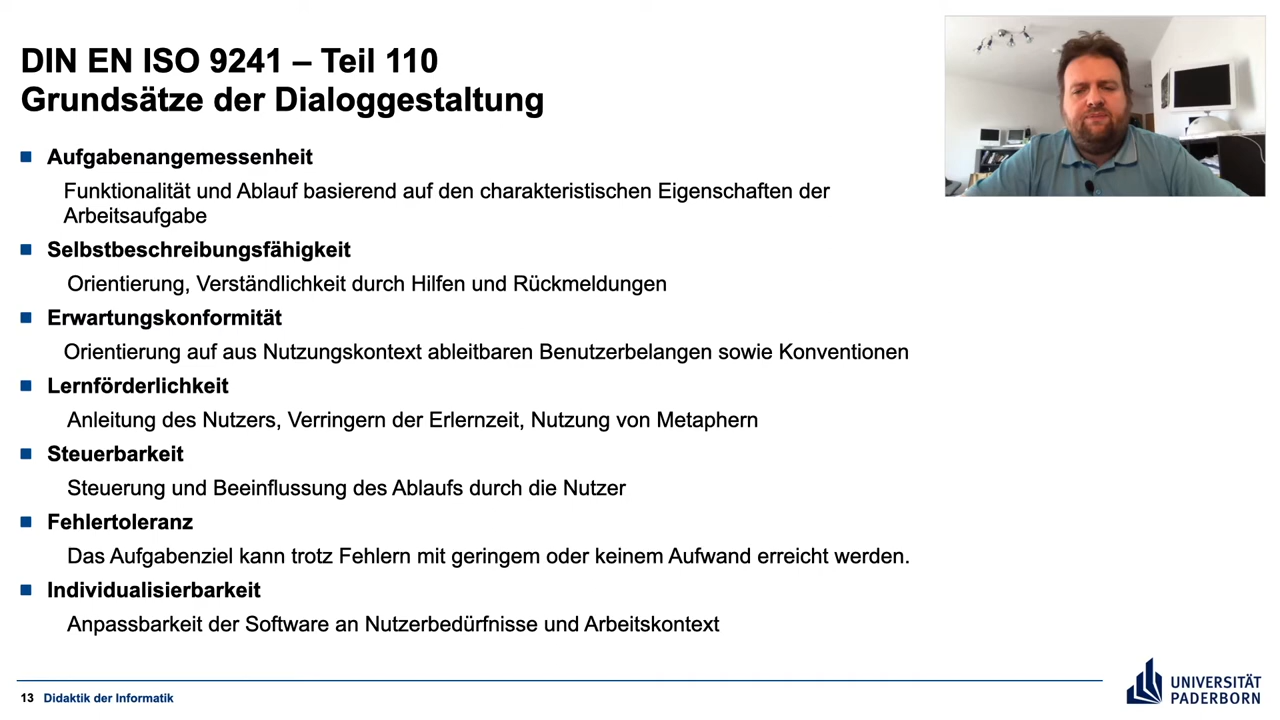 DIN EN ISO 9241 – Teil 110
Grundsätze der Dialoggestaltung
Aufgabenangemessenheit
Funktionalität und Ablauf basierend auf den charakteristischen Eigenschaften der
Arbeitsaufgabe
Selbstbeschreibungsfähigkeit
Orientierung, Verständlichkeit durch Hilfen und Rückmeldungen
Erwartungskonformität
Orientierung auf aus Nutzungskontext ableitbaren Benutzerbelangen sowie Konventionen
Lernförderlichkeit
Anleitung des Nutzers, Verringern der Erlernzeit, Nutzung von Metaphern
Steuerbarkeit
Steuerung und Beeinflussung des Ablaufs durch die Nutzer
Fehlertoleranz
Das Aufgabenziel kann trotz Fehlern mit geringem oder keinem Aufwand erreicht werden.
Individualisierbarkeit
Anpassbarkeit der Software an Nutzerbedürfnisse und Arbeitskontext
13 Didaktik der Informatik
UNIVERSITÄT
PADERBORN